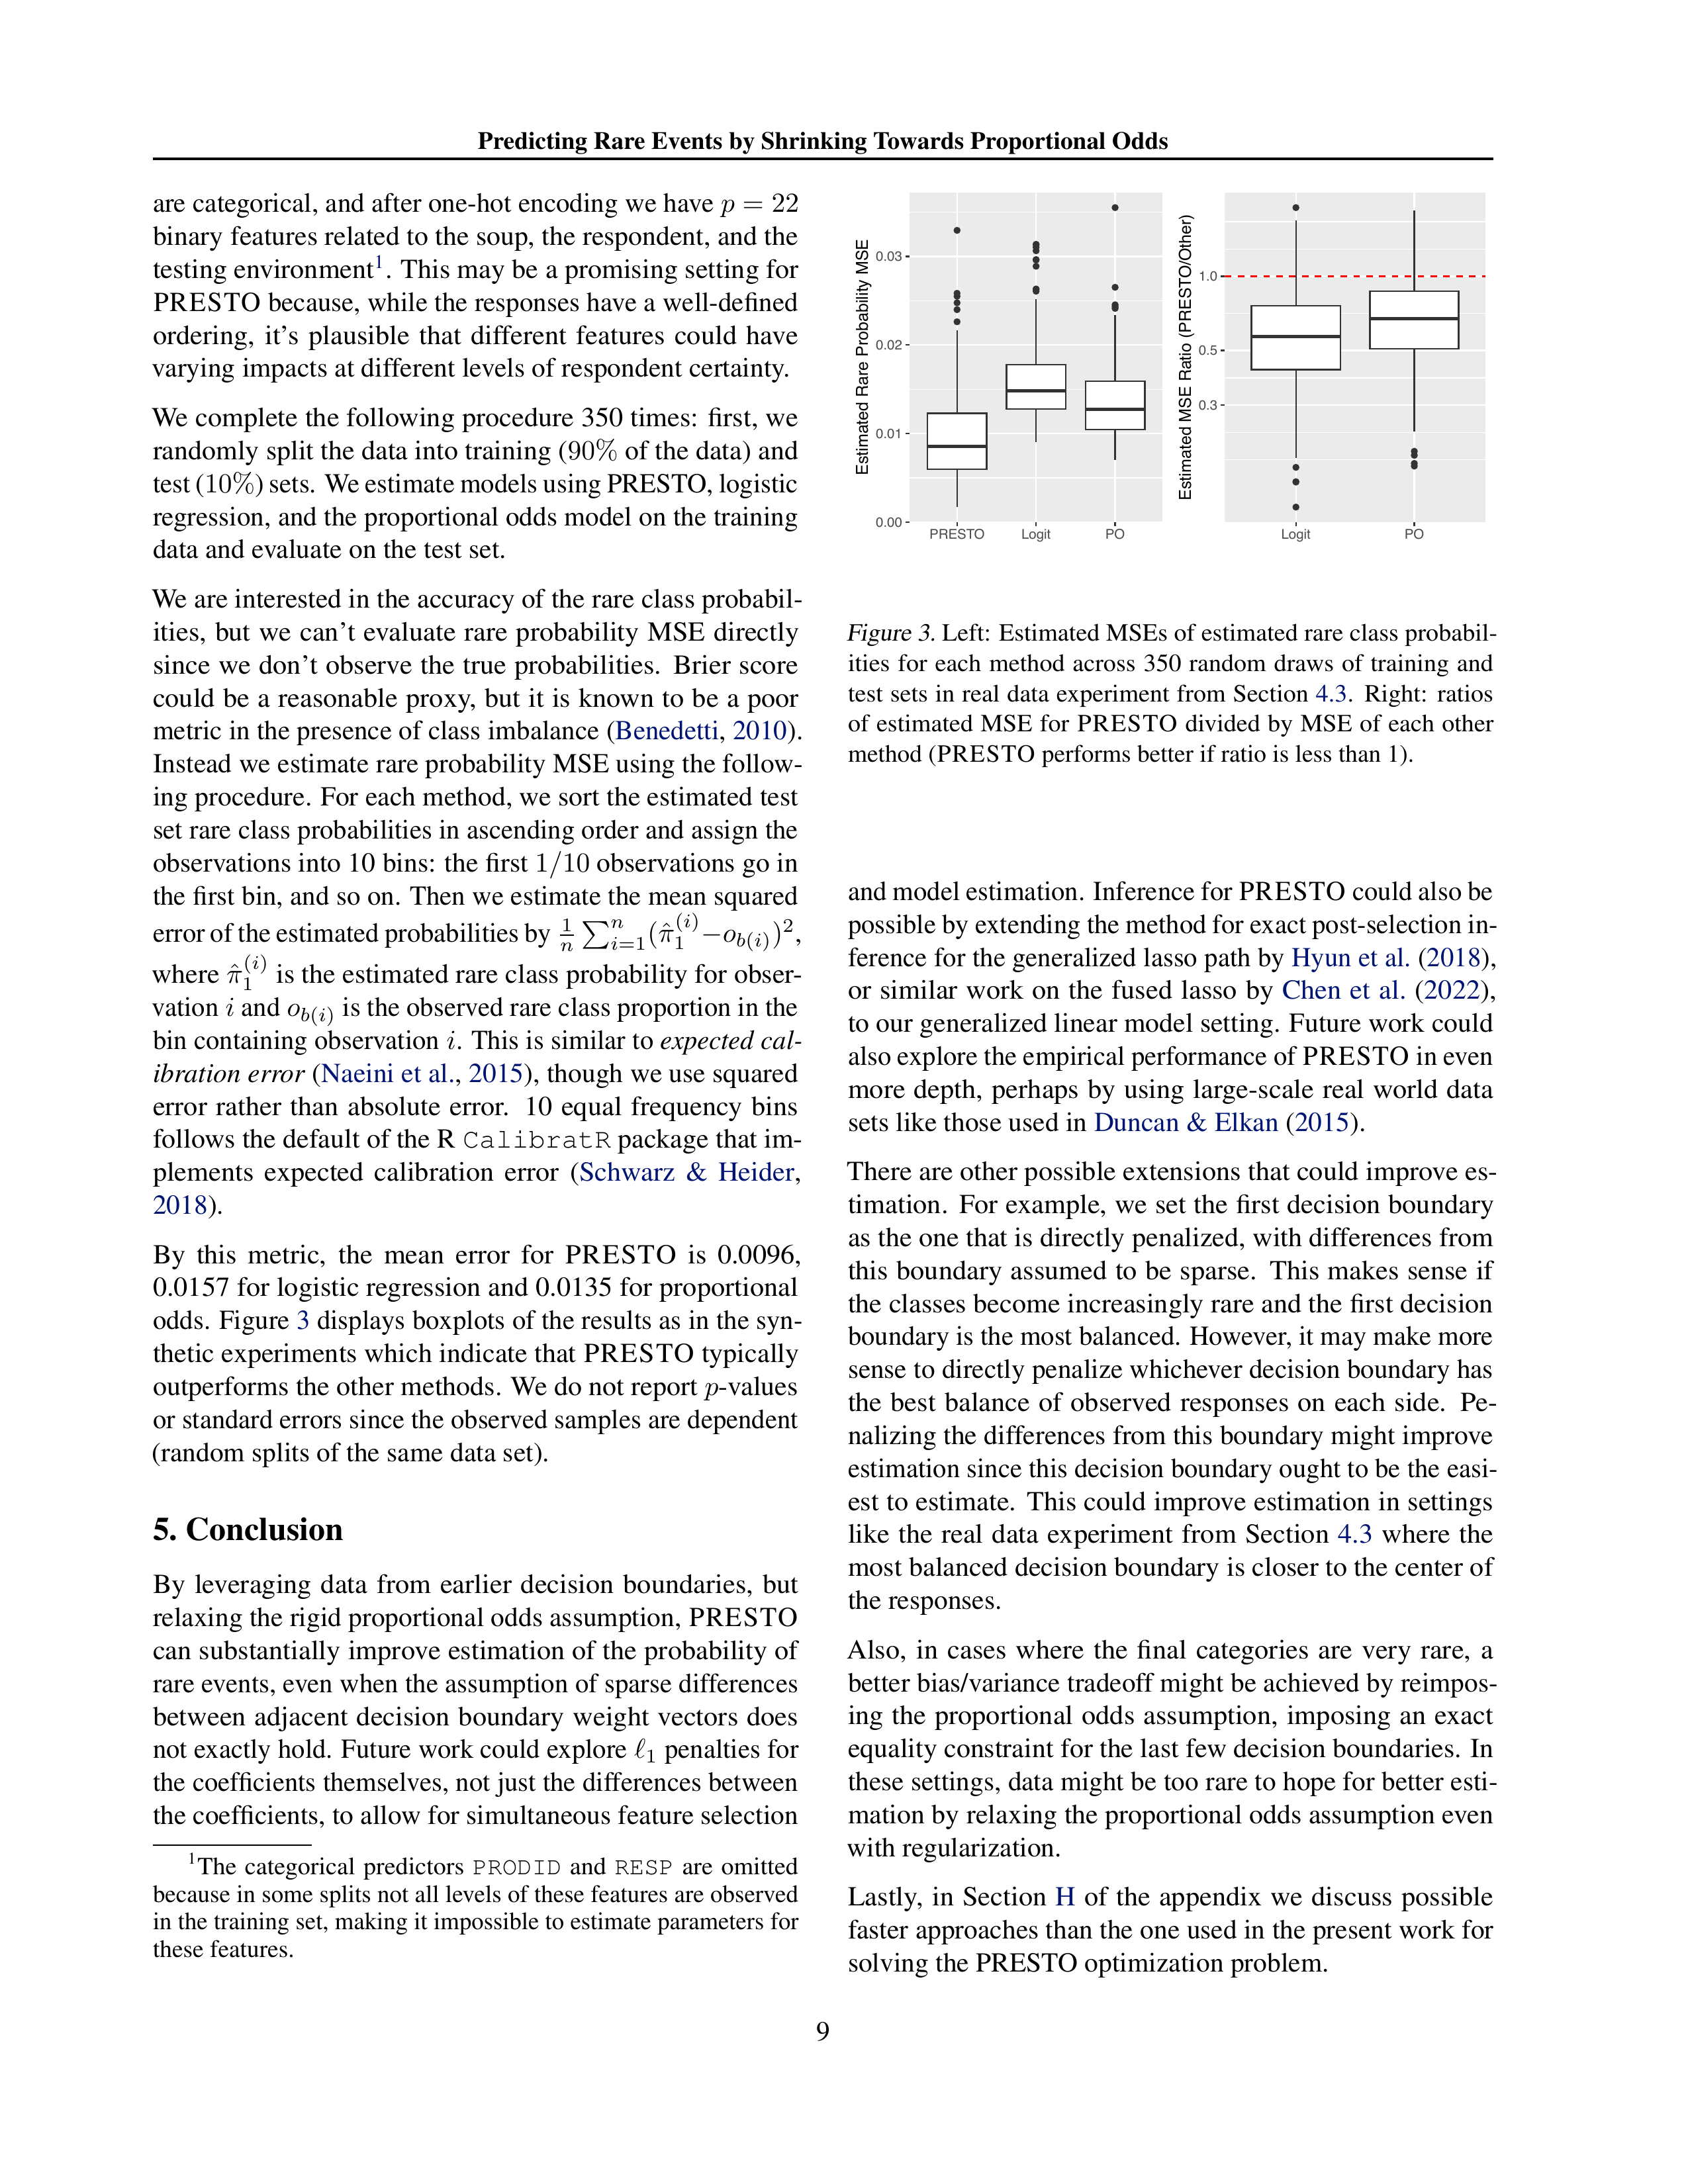 Predicting Rare Events by Shrinking Towards Proportional Odds
are categorical, and after one-hot encoding we have p = 22
binary features related to the soup, the respondent, and the
testing environment¹. This may be a promising setting for
PRESTO because, while the responses have a well-defined
ordering, it's plausible that different features could have
varying impacts at different levels of respondent certainty.
We complete the following procedure 350 times: first, we
randomly split the data into training (90% of the data) and
test (10%) sets. We estimate models using PRESTO, logistic
regression, and the proportional odds model on the training
data and evaluate on the test set.
We are interested in the accuracy of the rare class probabil-
ities, but we can't evaluate rare probability MSE directly
since we don't observe the true probabilities. Brier score
could be a reasonable proxy, but it is known to be a poor
metric in the presence of class imbalance (Benedetti, 2010).
Instead we estimate rare probability MSE using the follow-
ing procedure. For each method, we sort the estimated test
set rare class probabilities in ascending order and assign the
observations into 10 bins: the first 1/10 observations go in
the first bin, and so on. Then we estimate the mean squared
error of the estimated probabilities by \frac{1}{n} \sum_{i=1}^{n} (\hat{\pi}_1^{(i)} - o_{b(i)})^2,
where \hat{\pi}_1^{(i)} is the estimated rare class probability for obser-
vation i and o_{b(i)} is the observed rare class proportion in the
bin containing observation i. This is similar to expected cal-
ibration error (Naeini et al., 2015), though we use squared
error rather than absolute error. 10 equal frequency bins
follows the default of the R CalibratR package that im-
plements expected calibration error (Schwarz & Heider,
2018).
By this metric, the mean error for PRESTO is 0.0096,
0.0157 for logistic regression and 0.0135 for proportional
odds. Figure 3 displays boxplots of the results as in the syn-
thetic experiments which indicate that PRESTO typically
outperforms the other methods. We do not report p-values
or standard errors since the observed samples are dependent
(random splits of the same data set).
5. Conclusion
By leveraging data from earlier decision boundaries, but
relaxing the rigid proportional odds assumption, PRESTO
can substantially improve estimation of the probability of
rare events, even when the assumption of sparse differences
between adjacent decision boundary weight vectors does
not exactly hold. Future work could explore ℓ₁ penalties for
the coefficients themselves, not just the differences between
the coefficients, to allow for simultaneous feature selection
¹The categorical predictors PRODID and RESP are omitted
because in some splits not all levels of these features are observed
in the training set, making it impossible to estimate parameters for
these features.
Estimated Rare Probability MSE
0.03
0.02
0.01
0.00
PRESTO Logit PO
Estimated MSE Ratio (PRESTO/Other)
1.0
0.5
0.3
Logit PO
Figure 3. Left: Estimated MSEs of estimated rare class probabil-
ities for each method across 350 random draws of training and
test sets in real data experiment from Section 4.3. Right: ratios
of estimated MSE for PRESTO divided by MSE of each other
method (PRESTO performs better if ratio is less than 1).
and model estimation. Inference for PRESTO could also be
possible by extending the method for exact post-selection in-
ference for the generalized lasso path by Hyun et al. (2018),
or similar work on the fused lasso by Chen et al. (2022),
to our generalized linear model setting. Future work could
also explore the empirical performance of PRESTO in even
more depth, perhaps by using large-scale real world data
sets like those used in Duncan & Elkan (2015).
There are other possible extensions that could improve es-
timation. For example, we set the first decision boundary
as the one that is directly penalized, with differences from
this boundary assumed to be sparse. This makes sense if
the classes become increasingly rare and the first decision
boundary is the most balanced. However, it may make more
sense to directly penalize whichever decision boundary has
the best balance of observed responses on each side. Pe-
nalizing the differences from this boundary might improve
estimation since this decision boundary ought to be the easi-
est to estimate. This could improve estimation in settings
like the real data experiment from Section 4.3 where the
most balanced decision boundary is closer to the center of
the responses.
Also, in cases where the final categories are very rare, a
better bias/variance tradeoff might be achieved by reimpos-
ing the proportional odds assumption, imposing an exact
equality constraint for the last few decision boundaries. In
these settings, data might be too rare to hope for better esti-
mation by relaxing the proportional odds assumption even
with regularization.
Lastly, in Section H of the appendix we discuss possible
faster approaches than the one used in the present work for
solving the PRESTO optimization problem.
9